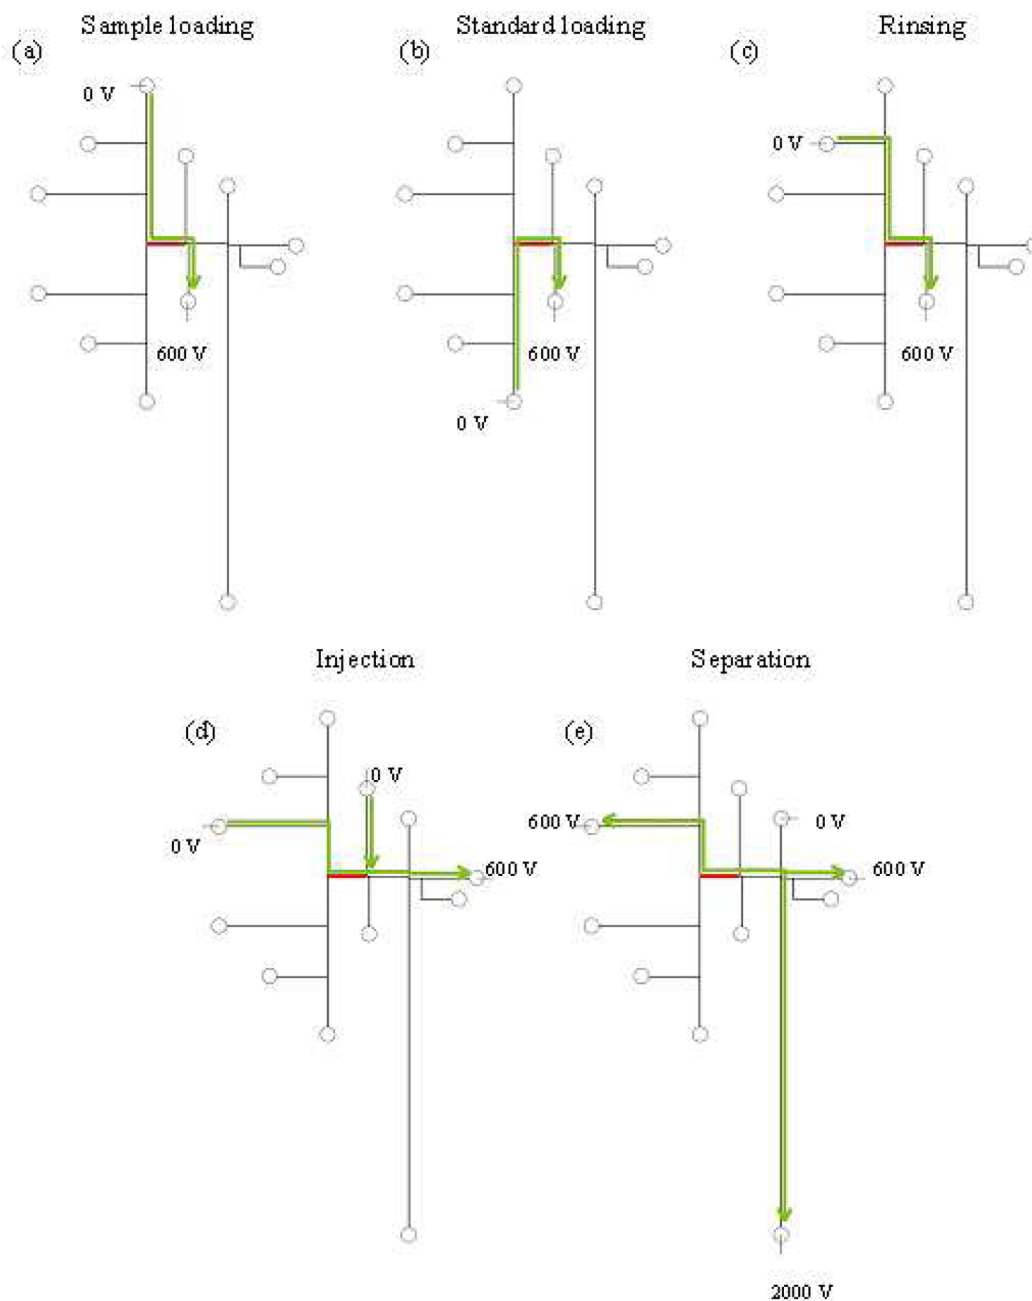 Sample loading
Standard loading
Rinsing
(a)
(b)
(c)
0 V
0 V
600 V
600 V
600 V
0 V
Injection
Separation
(d)
(e)
0 V
600 V
0 V
0 V
600 V
600 V
2000 V